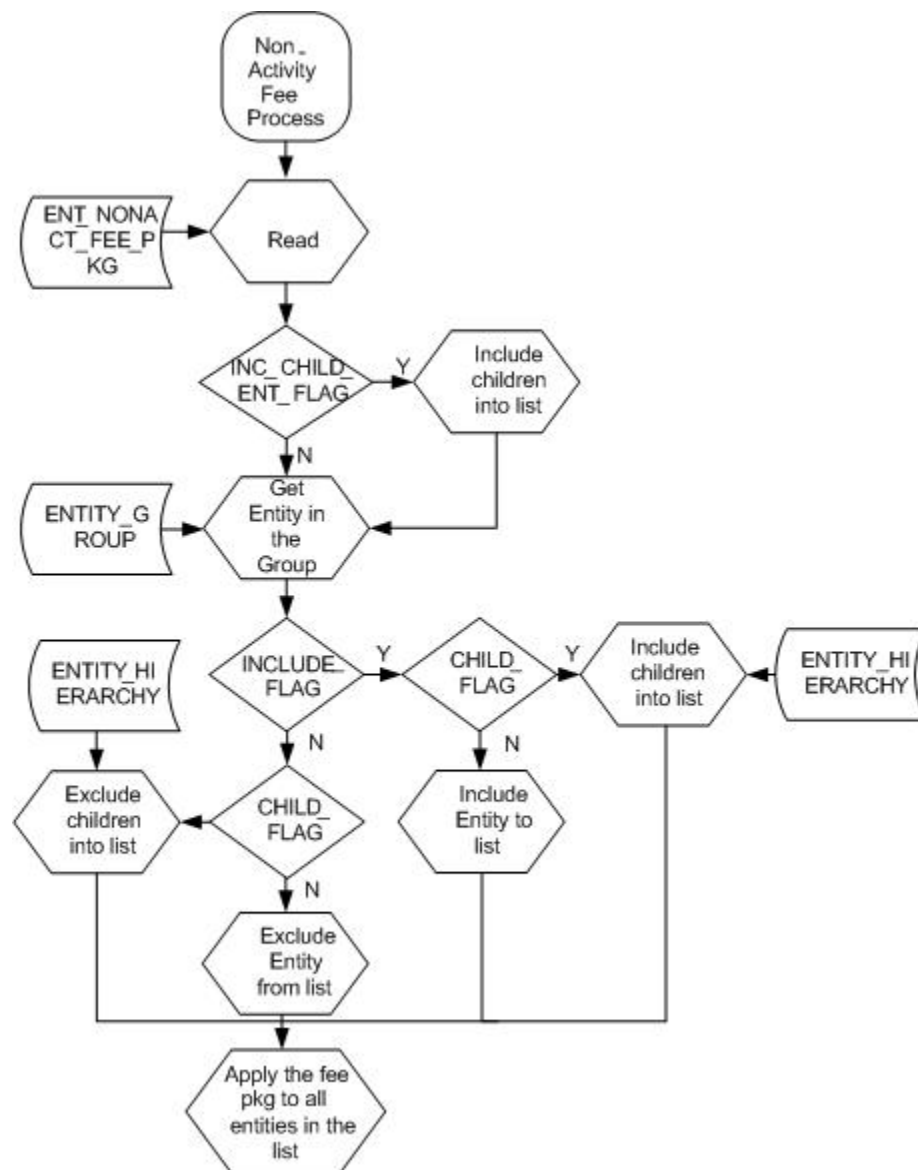 Non-
Activity
Fee
Process
ENT_NONA
CT_FEE_P
KG
Read
INC_CHILD_
ENT_FLAG
Y
Include
children
into list
N
Get
Entity in
the
Group
ENTITY_G
ROUP
ENTITY_HI
ERARCHY
INCLUDE_
FLAG
Y
CHILD_
FLAG
Y
Include
children
into list
ENTITY_HI
ERARCHY
N
N
Exclude
children
into list
CHILD_
FLAG
Include
Entity to
list
N
Exclude
Entity
from list
Apply the fee
pkg to all
entities in the
list